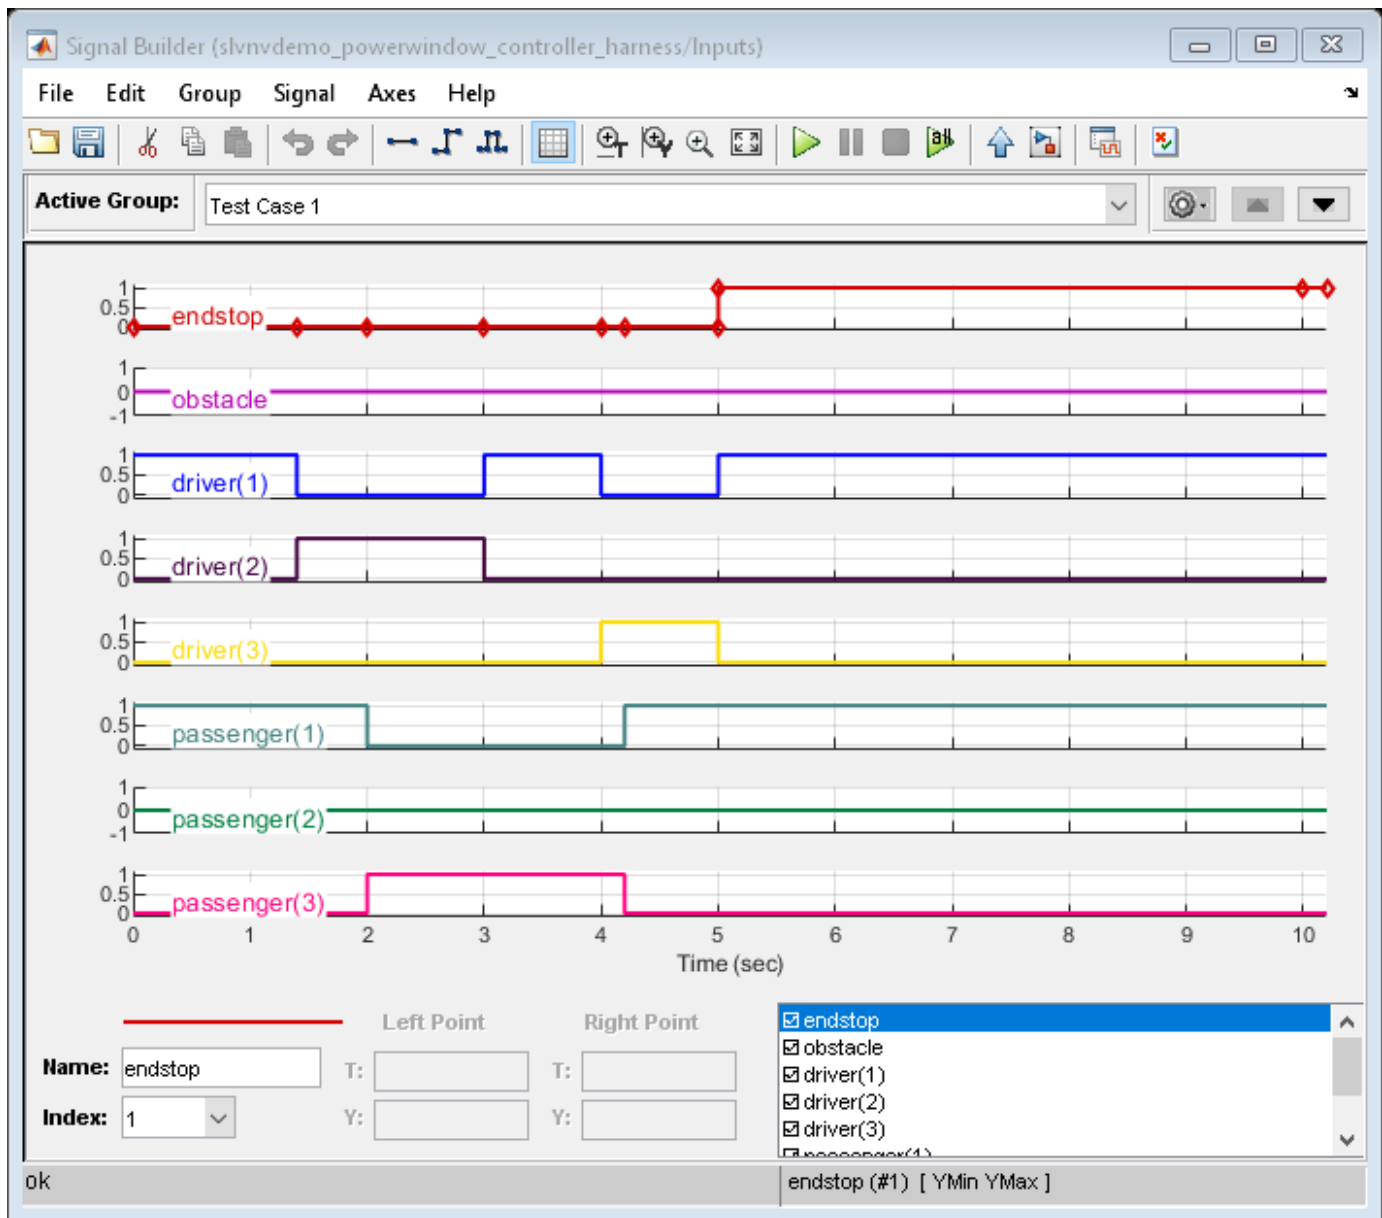 Signal Builder (slvnvdemo_powerwindow_controller_harness/Inputs)
File Edit Group Signal Axes Help
Active Group: Test Case 1
1
0.5
0
endstop
1
0
-1
obstacle
1
0.5
0
driver(1)
1
0.5
0
driver(2)
1
0.5
0
driver(3)
1
0.5
0
passenger(1)
1
0
-1
passenger(2)
1
0.5
0
passenger(3)
0 1 2 3 4 5 6 7 8 9 10
Time (sec)
Left Point Right Point
Name: endstop T: T:
Index: 1 Y: Y:
endstop
obstacle
driver(1)
driver(2)
driver(3)
passenger(1)
ok
endstop (#1) [ YMin YMax ]